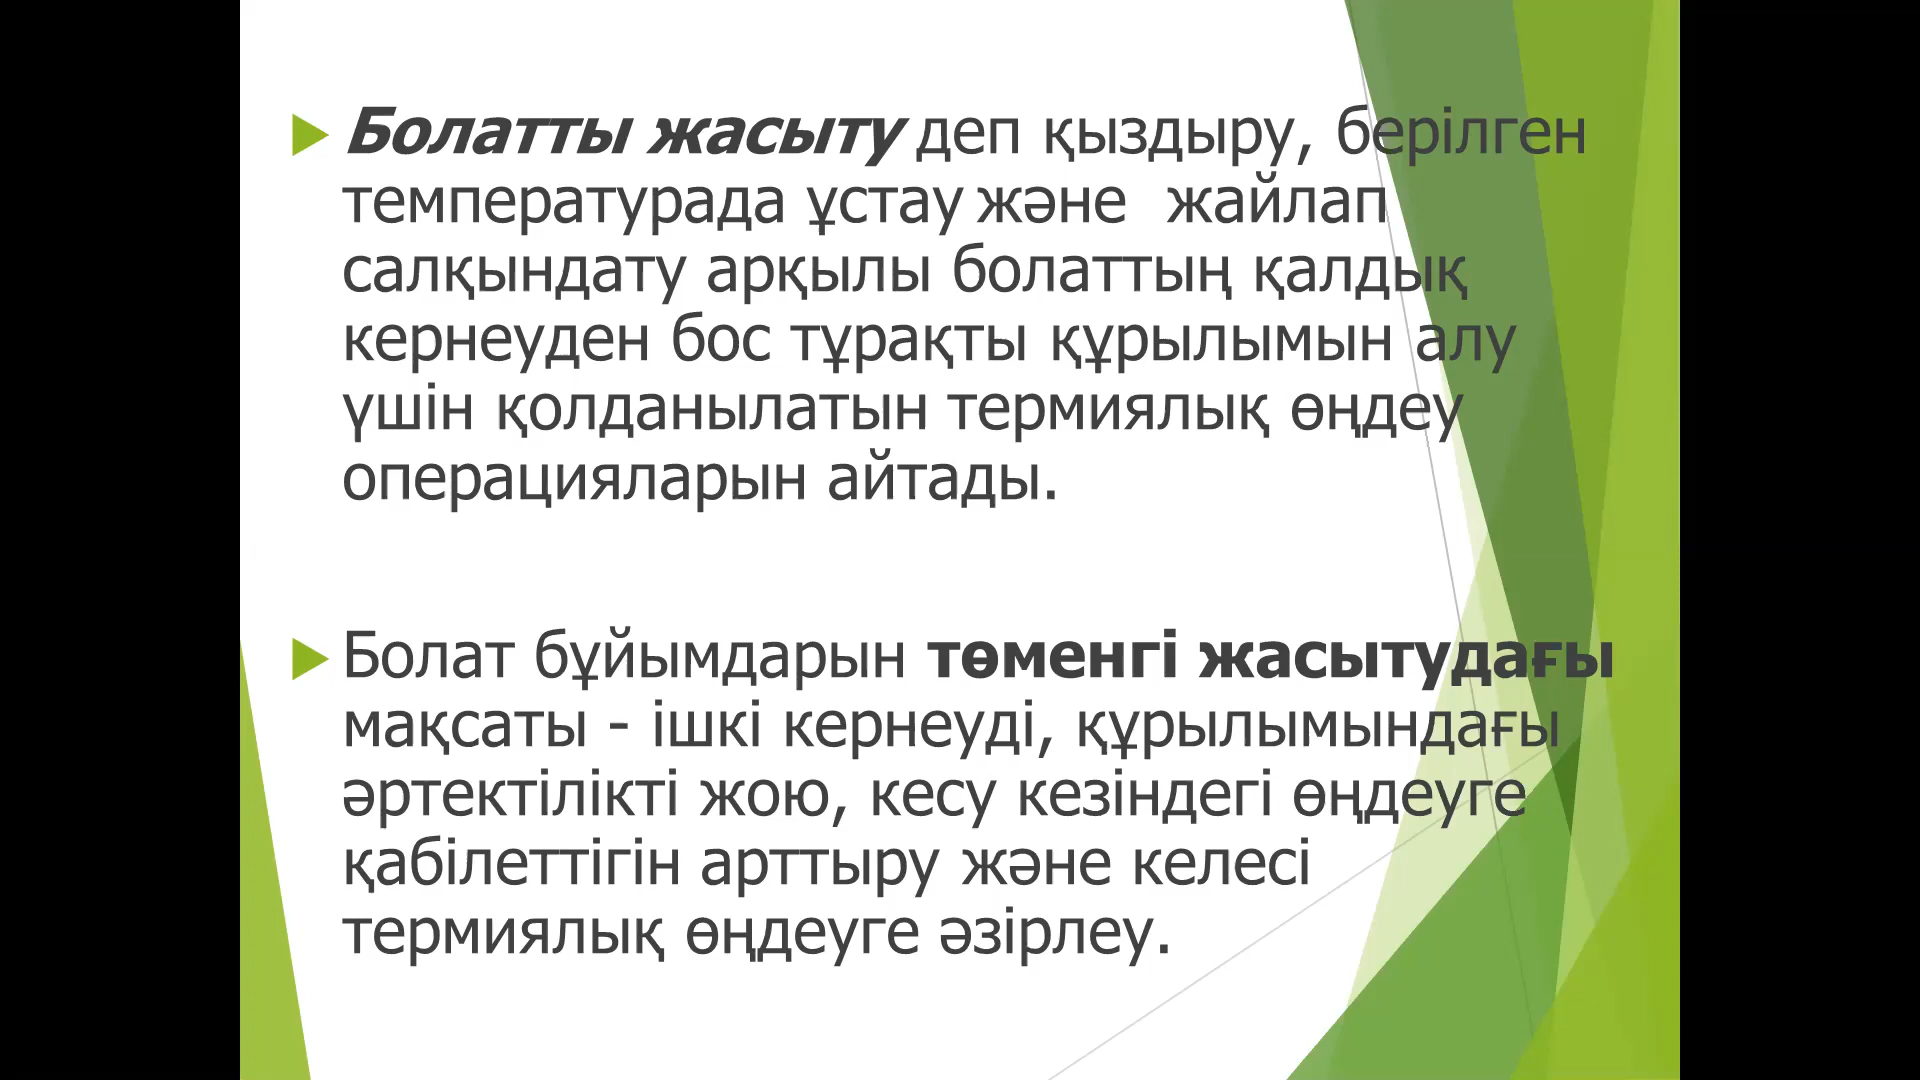 Болатты жасыту деп қыздыру, берілген
температурада ұстау және жайлап
салқындату арқылы болаттың қалдық
кернеуден бос тұрақты құрылымын алу
үшін қолданылатын термиялық өңдеу
операцияларын айтады.
Болат бұйымдарын төменгі жасытудағы
мақсаты - ішкі кернеуді, құрылымындағы
әртектілікті жою, кесу кезіндегі өңдеуге
қабілеттігін арттыру және келесі
термиялық өңдеуге әзірлеу.